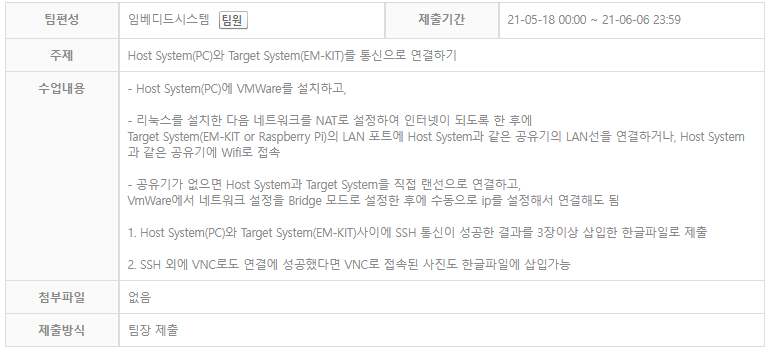 팀편성 임베디드시스템 팀원 제출기간 21-05-18 00:00 ~ 21-06-06 23:59
주제 Host System(PC)와 Target System(EM-KIT)를 통신으로 연결하기
수업내용 - Host System(PC)에 VMWare를 설치하고,
- 리눅스를 설치한 다음 네트워크를 NAT로 설정하여 인터넷이 되도록 한 후에
Target System(EM-KIT or Raspberry Pi)의 LAN 포트에 Host System과 같은 공유기의 LAN선을 연결하거나, Host System
과 같은 공유기에 Wifi로 접속
- 공유기가 없으면 Host System과 Target System을 직접 랜선으로 연결하고,
VmWare에서 네트워크 설정을 Bridge 모드로 설정한 후에 수동으로 ip를 설정해서 연결해도 됨
1. Host System(PC)와 Target System(EM-KIT)사이에 SSH 통신이 성공한 결과를 3장이상 삽입한 한글파일로 제출
2. SSH 외에 VNC로도 연결에 성공했다면 VNC로 접속된 사진도 한글파일에 삽입가능
첨부파일 없음
제출방식 팀장 제출